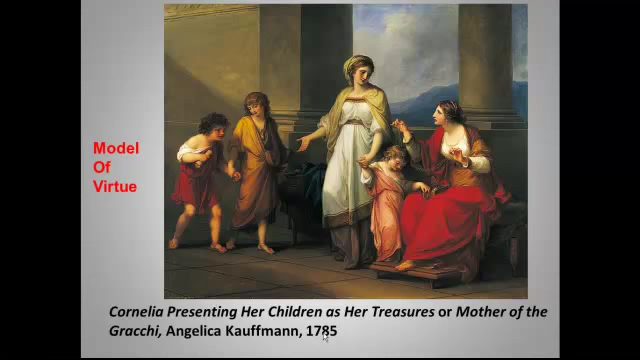 Model
Of
Virtue
Cornelia Presenting Her Children as Her Treasures or Mother of the
Gracchi, Angelica Kauffmann, 1785